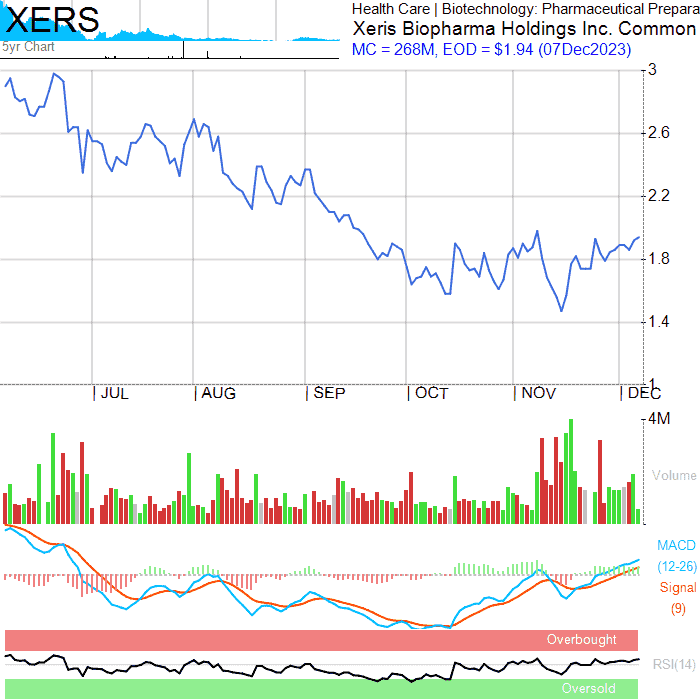 XERS
5yr Chart
Health Care | Biotechnology: Pharmaceutical Prepara
Xeris Biopharma Holdings Inc. Common
MC = 268M, EOD = $1.94 (07Dec2023)
3
2.6
2.2
1.8
1.4
1
JUL
AUG
SEP
OCT
NOV
DEC
4M
Volume
MACD
(12-26)
Signal
(9)
Overbought
RSI(14)
Oversold